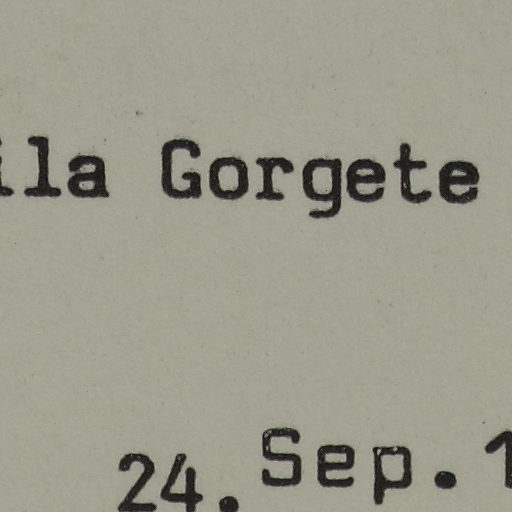 ila Gorgete
24. Sep. 1